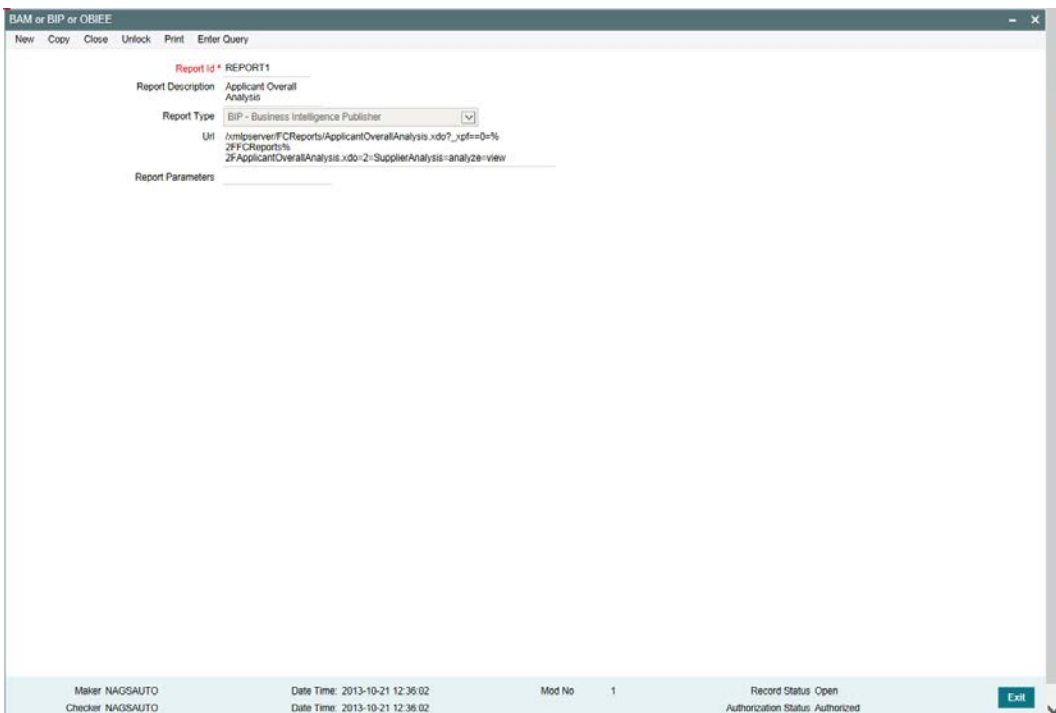 BAM or BIP or OBIEE
New Copy Close Unlock Print Enter Query
Report Id * REPORT1
Report Description Applicant Overall
Analysis
Report Type BIP - Business Intelligence Publisher
Url /xmlpserver/FCReports/ApplicantOverallAnalysis.xdo?_xpf==0=%
2FFCReports%
2FApplicantOverallAnalysis.xdo=2=SupplierAnalysis=analyze=view
Report Parameters
Maker NAGSAUTO Date Time: 2013-10-21 12:36:02 Mod No 1 Record Status Open
Exit
Checker NAGSAUTO Date Time: 2013-10-21 12:36:02 Authorization Status Authorized